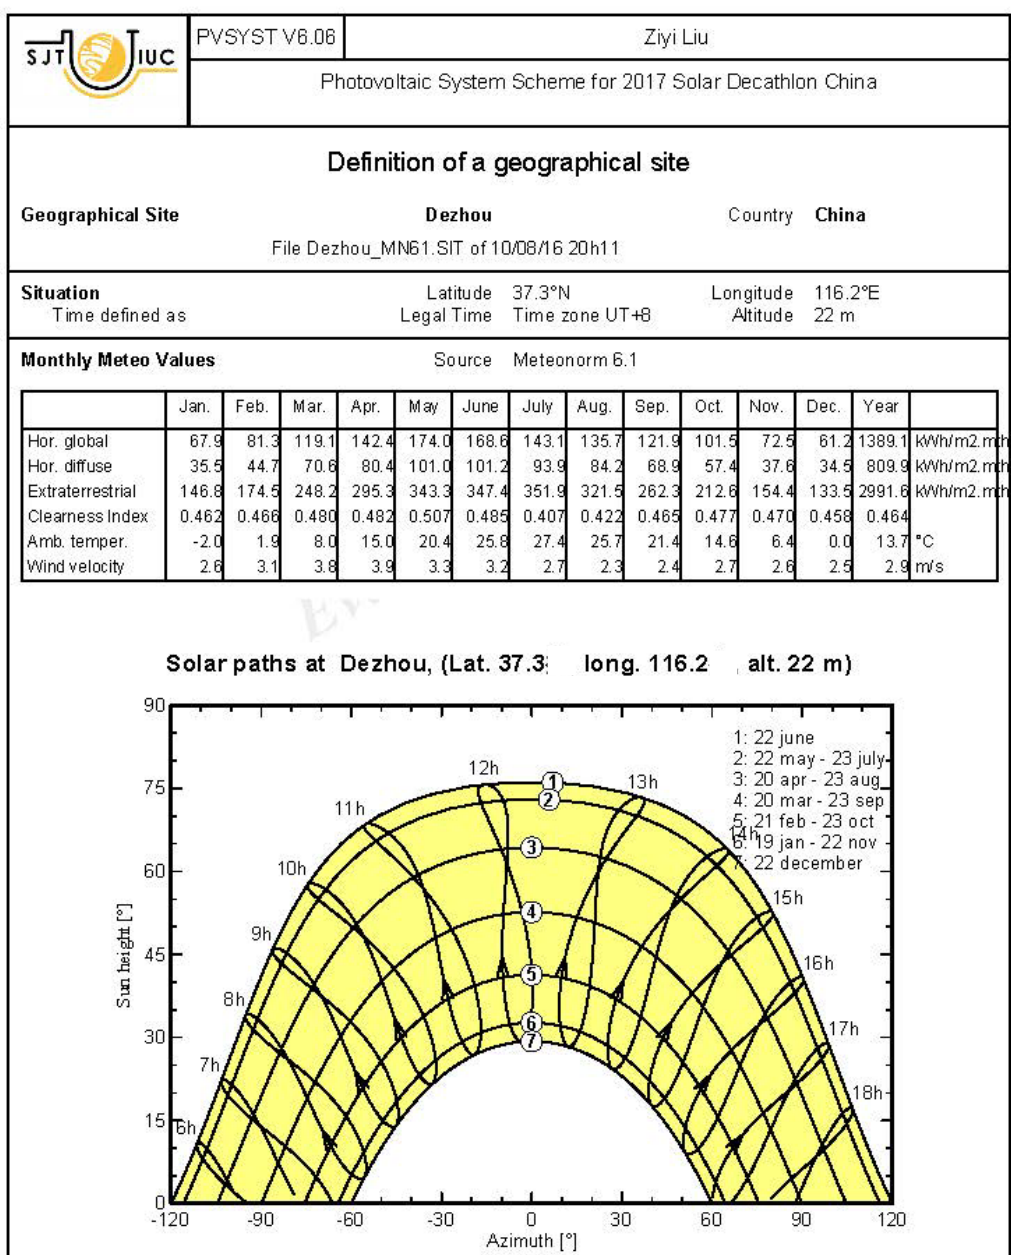 SJTU IUC
PVSYST V6.06
Ziyi Liu
Photovoltaic System Scheme for 2017 Solar Decathlon China
Definition of a geographical site
Geographical Site Dezhou Country China
File Dezhou_MN61.SIT of 10/08/16 20h11
Situation Latitude 37.3°N Longitude 116.2°E
Time defined as Legal Time Time zone UT+8 Altitude 22 m
Monthly Meteo Values Source Meteonorm 6.1
Jan. Feb. Mar. Apr. May June July Aug. Sep. Oct. Nov. Dec. Year
Hor. global 67.9 81.3 119.1 142.4 174.0 168.6 143.1 135.7 121.9 101.5 72.5 61.2 1389.1 kWh/m2.mth
Hor. diffuse 35.5 44.7 70.6 80.4 101.0 101.2 93.9 84.2 68.9 57.4 37.6 34.5 809.9 kWh/m2.mth
Extraterrestrial 146.8 174.5 248.2 295.3 343.3 347.4 351.9 321.5 262.3 212.6 154.4 133.5 2991.6 kWh/m2.mth
Clearness Index 0.462 0.466 0.480 0.482 0.507 0.485 0.407 0.422 0.465 0.477 0.470 0.458 0.464
Amb. temper. -2.0 1.9 8.0 15.0 20.4 25.8 27.4 25.7 21.4 14.6 6.4 0.0 13.7 °C
Wind velocity 2.6 3.1 3.8 3.9 3.3 3.2 2.7 2.3 2.4 2.7 2.6 2.5 2.9 m/s
Solar paths at Dezhou, (Lat. 37.3 long. 116.2 , alt. 22 m)
90
75
60
45
30
15
0
Sun height [°]
1: 22 june
2: 22 may - 23 july
3: 20 apr - 23 aug
4: 20 mar - 23 sep
5: 21 feb - 23 oct
6: 19 jan - 22 nov
7: 22 december
6h
7h
8h
9h
10h
11h
12h
13h
14h
15h
16h
17h
18h
1
2
3
4
5
6
7
-120 -90 -60 -30 0 30 60 90 120
Azimuth [°]